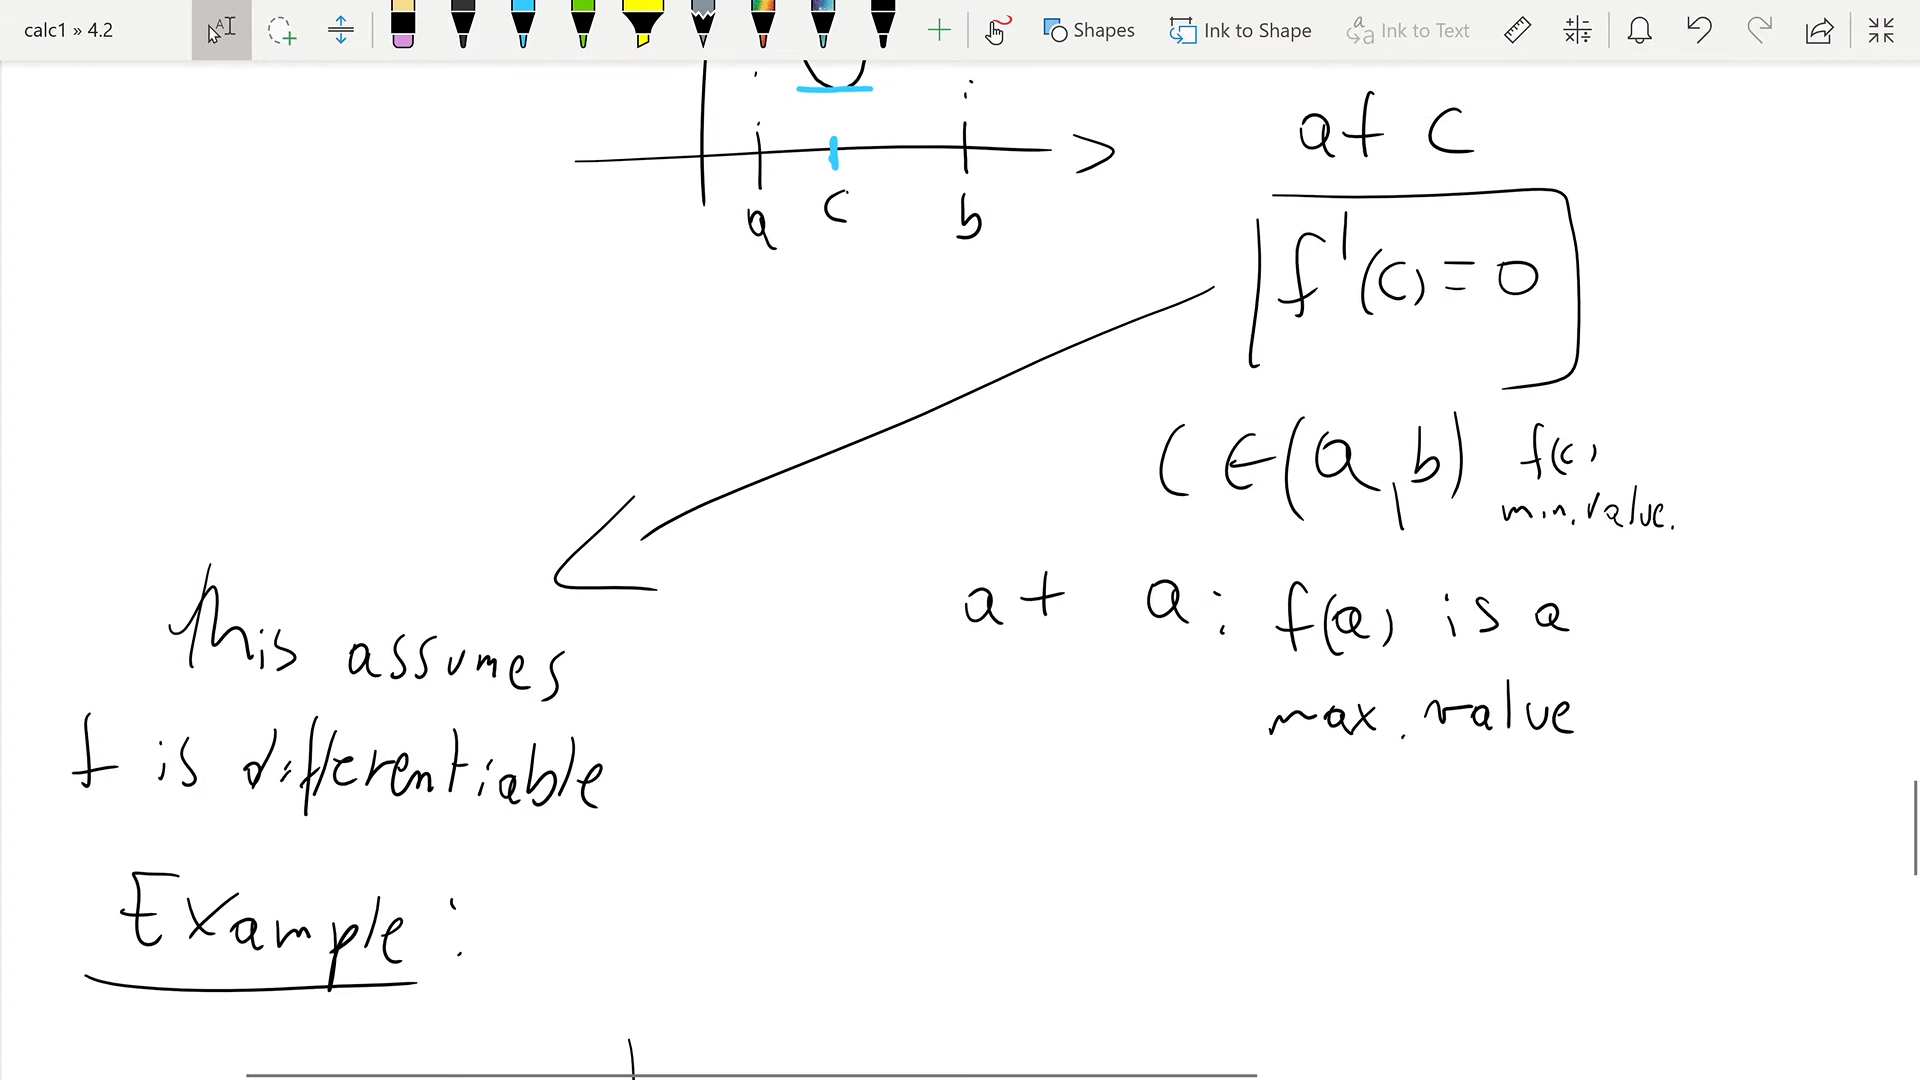 calc1 » 4.2
Shapes
Ink to Shape
Ink to Text
a c b
at c
f'(c) = 0
c ∈ (a, b) f(c)
min. value.
at a: f(a) is a
max. value
this assumes
f is differentiable
Example: